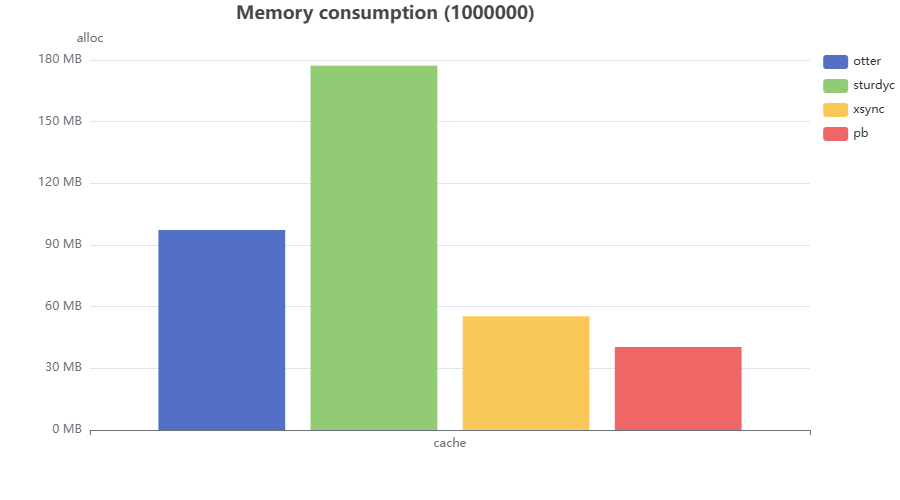 Memory consumption (1000000)
alloc
180 MB
150 MB
120 MB
90 MB
60 MB
30 MB
0 MB
cache
otter
sturdyc
xsync
pb